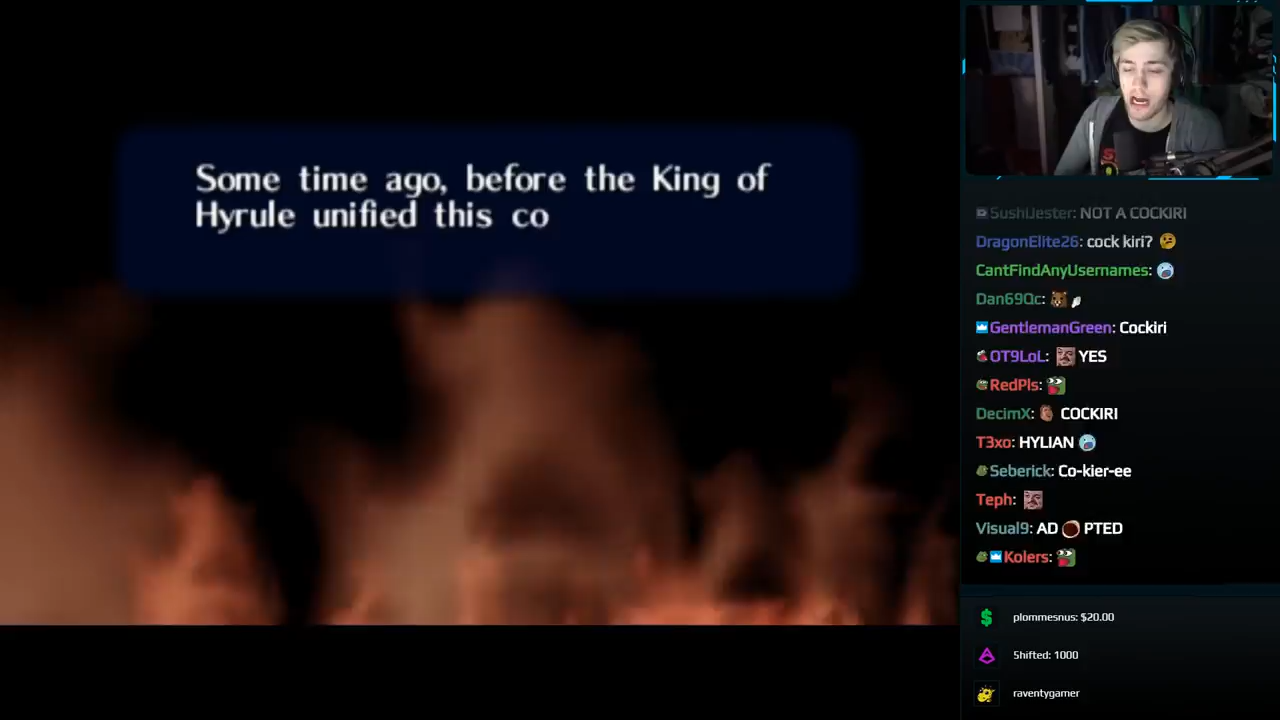 Some time ago, before the King of
Hyrule unified this co
SushiJester: NOT A COCKIRI
DragonElite26: cock kiri?
CantFindAnyUsernames:
Dan69Qc:
GentlemanGreen: Cockiri
OT9LoL: YES
RedPls:
DecimX: COCKIRI
T3xo: HYLIAN
Seberick: Co-kier-ee
Teph:
Visual9: AD PTED
Kolers:
plommesnus: $20.00
5hifted: 1000
raventygamer